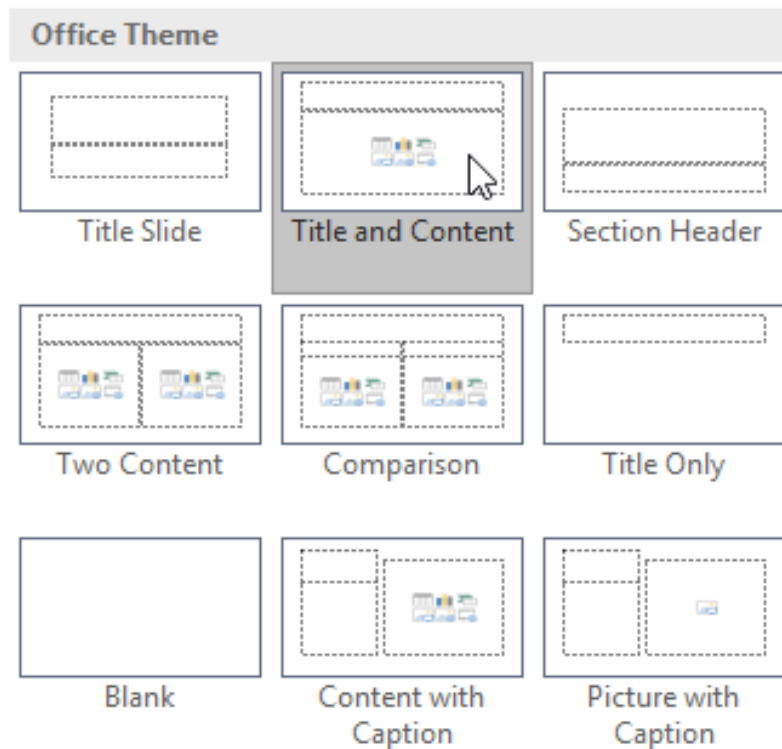 Office Theme
Title Slide
Title and Content
Section Header
Two Content
Comparison
Title Only
Blank
Content with
Caption
Picture with
Caption